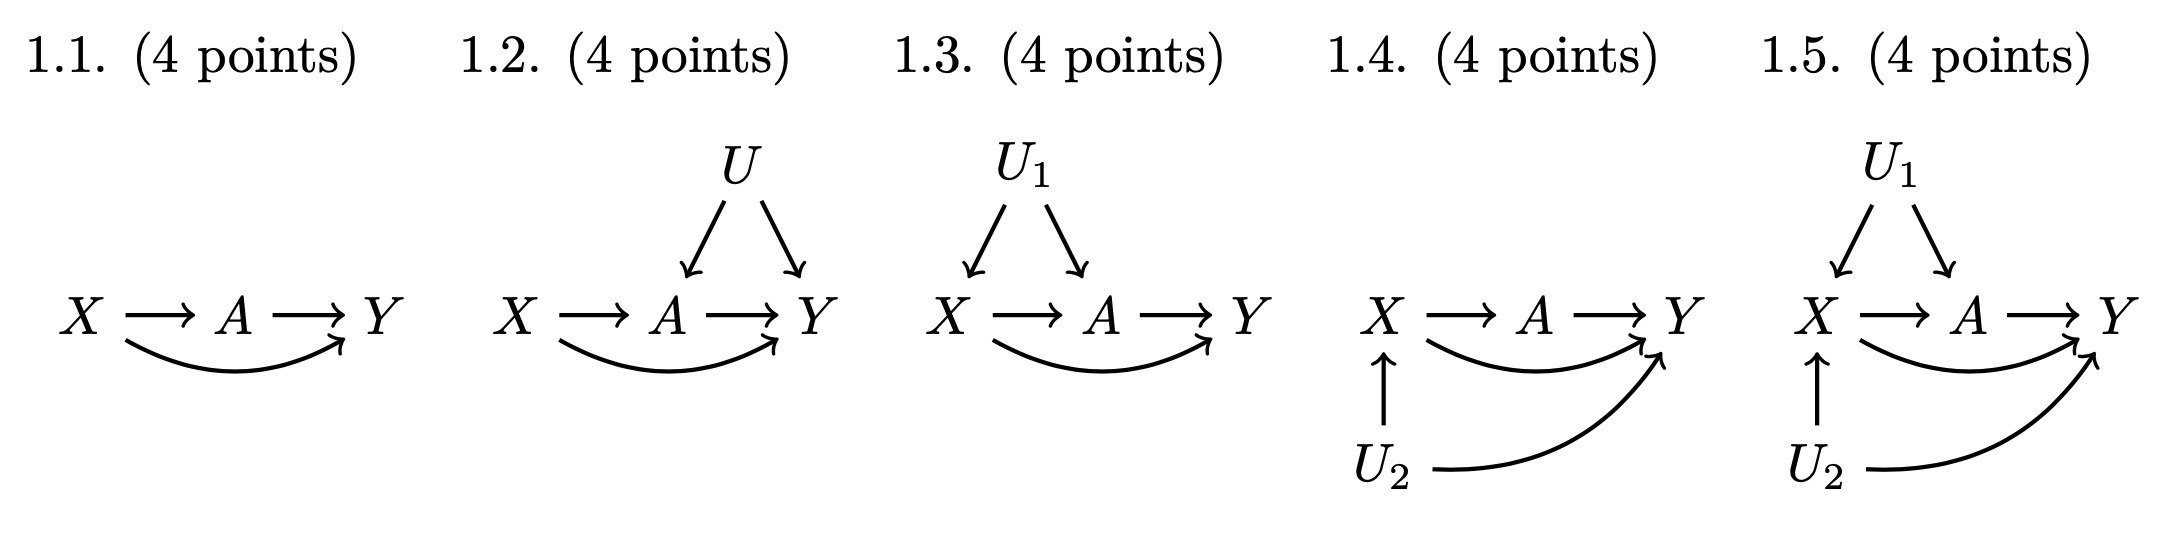 1.1. (4 points) 1.2. (4 points) 1.3. (4 points) 1.4. (4 points) 1.5. (4 points)
U U₁ U₁
X A Y X A Y X A Y X A Y X A Y
U₂ U₂